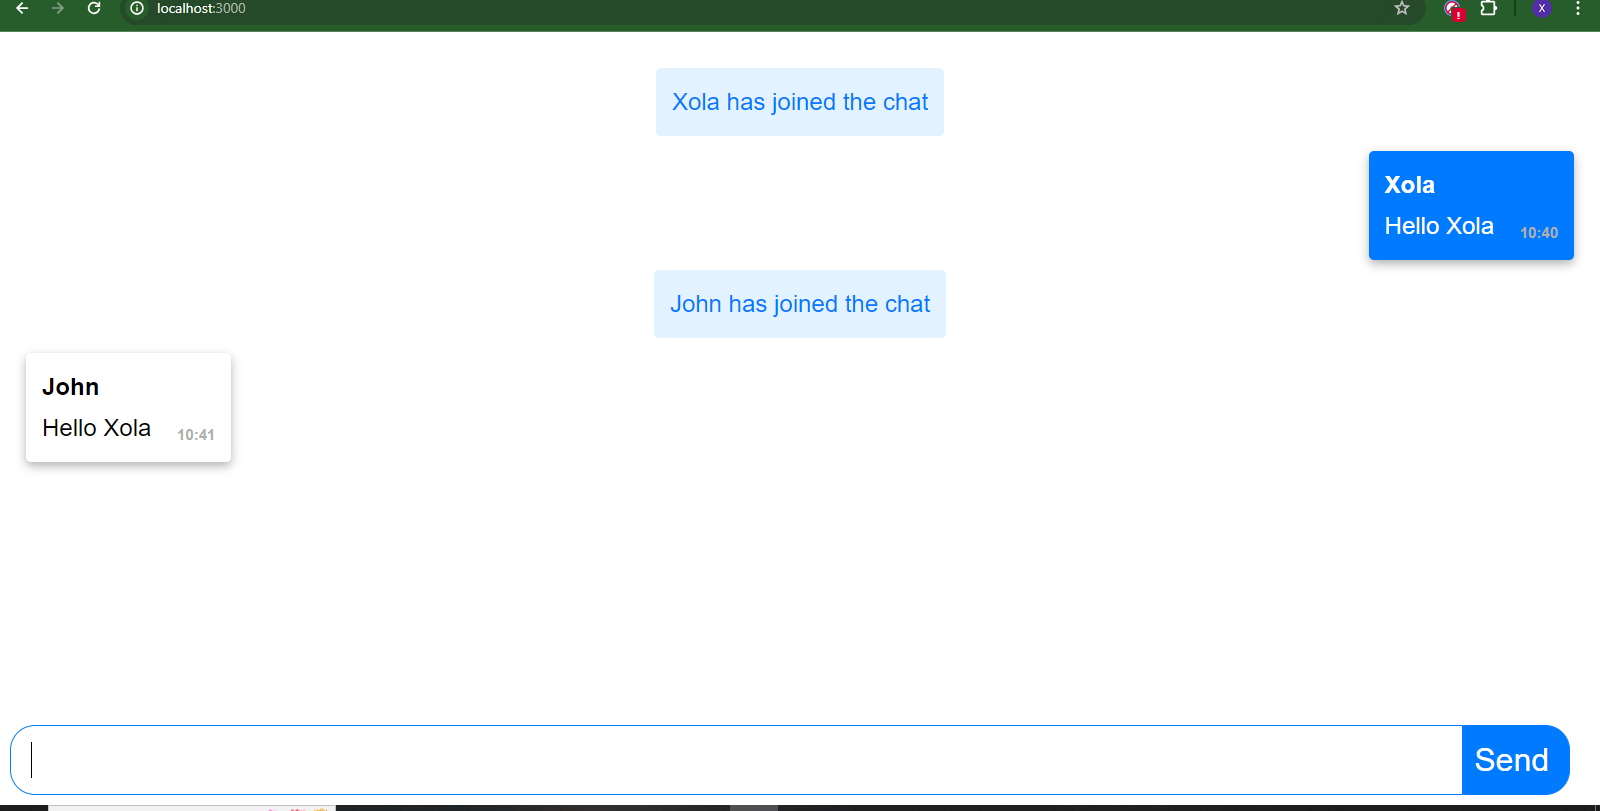 localhost:3000
X
Xola has joined the chat
Xola
Hello Xola 10:40
John has joined the chat
John
Hello Xola 10:41
Send